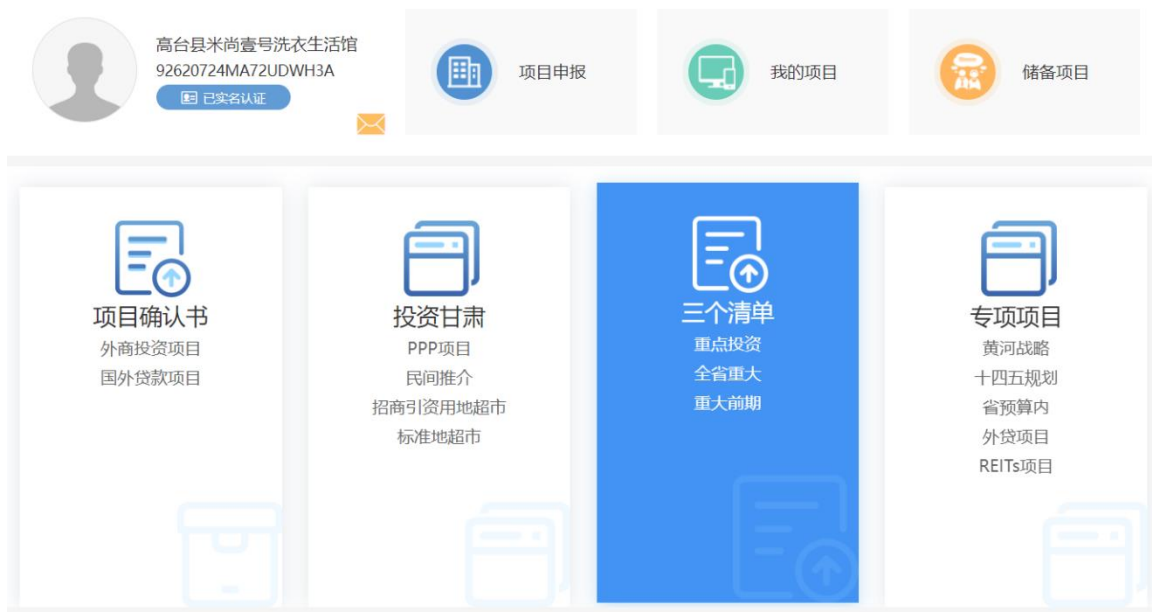 高台县米尚壹号洗衣生活馆
92620724MA72UDWH3A
已实名认证
项目申报
我的项目
储备项目
项目确认书
外商投资项目
国外贷款项目
投资甘肃
PPP项目
民间推介
招商引资用地超市
标准地超市
三个清单
重点投资
全省重大
重大前期
专项项目
黄河战略
十四五规划
省预算内
外贷项目
REITs项目